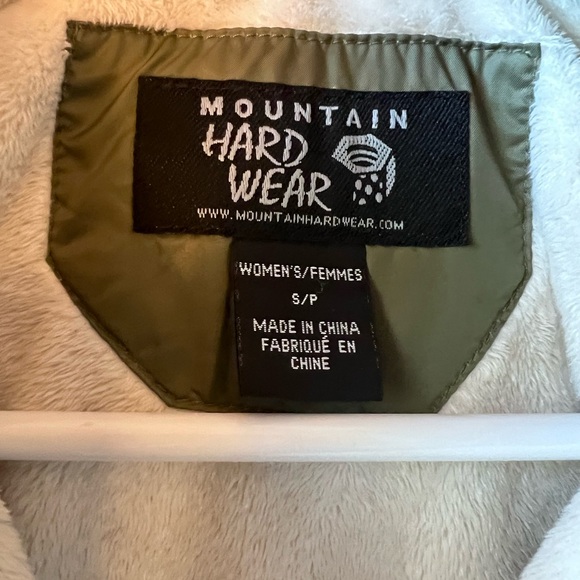 MOUNTAIN
HARD
WEAR
WWW.MOUNTAINHARDWEAR.COM
WOMEN'S/FEMMES
S/P
MADE IN CHINA
FABRIQUÉ EN
CHINE